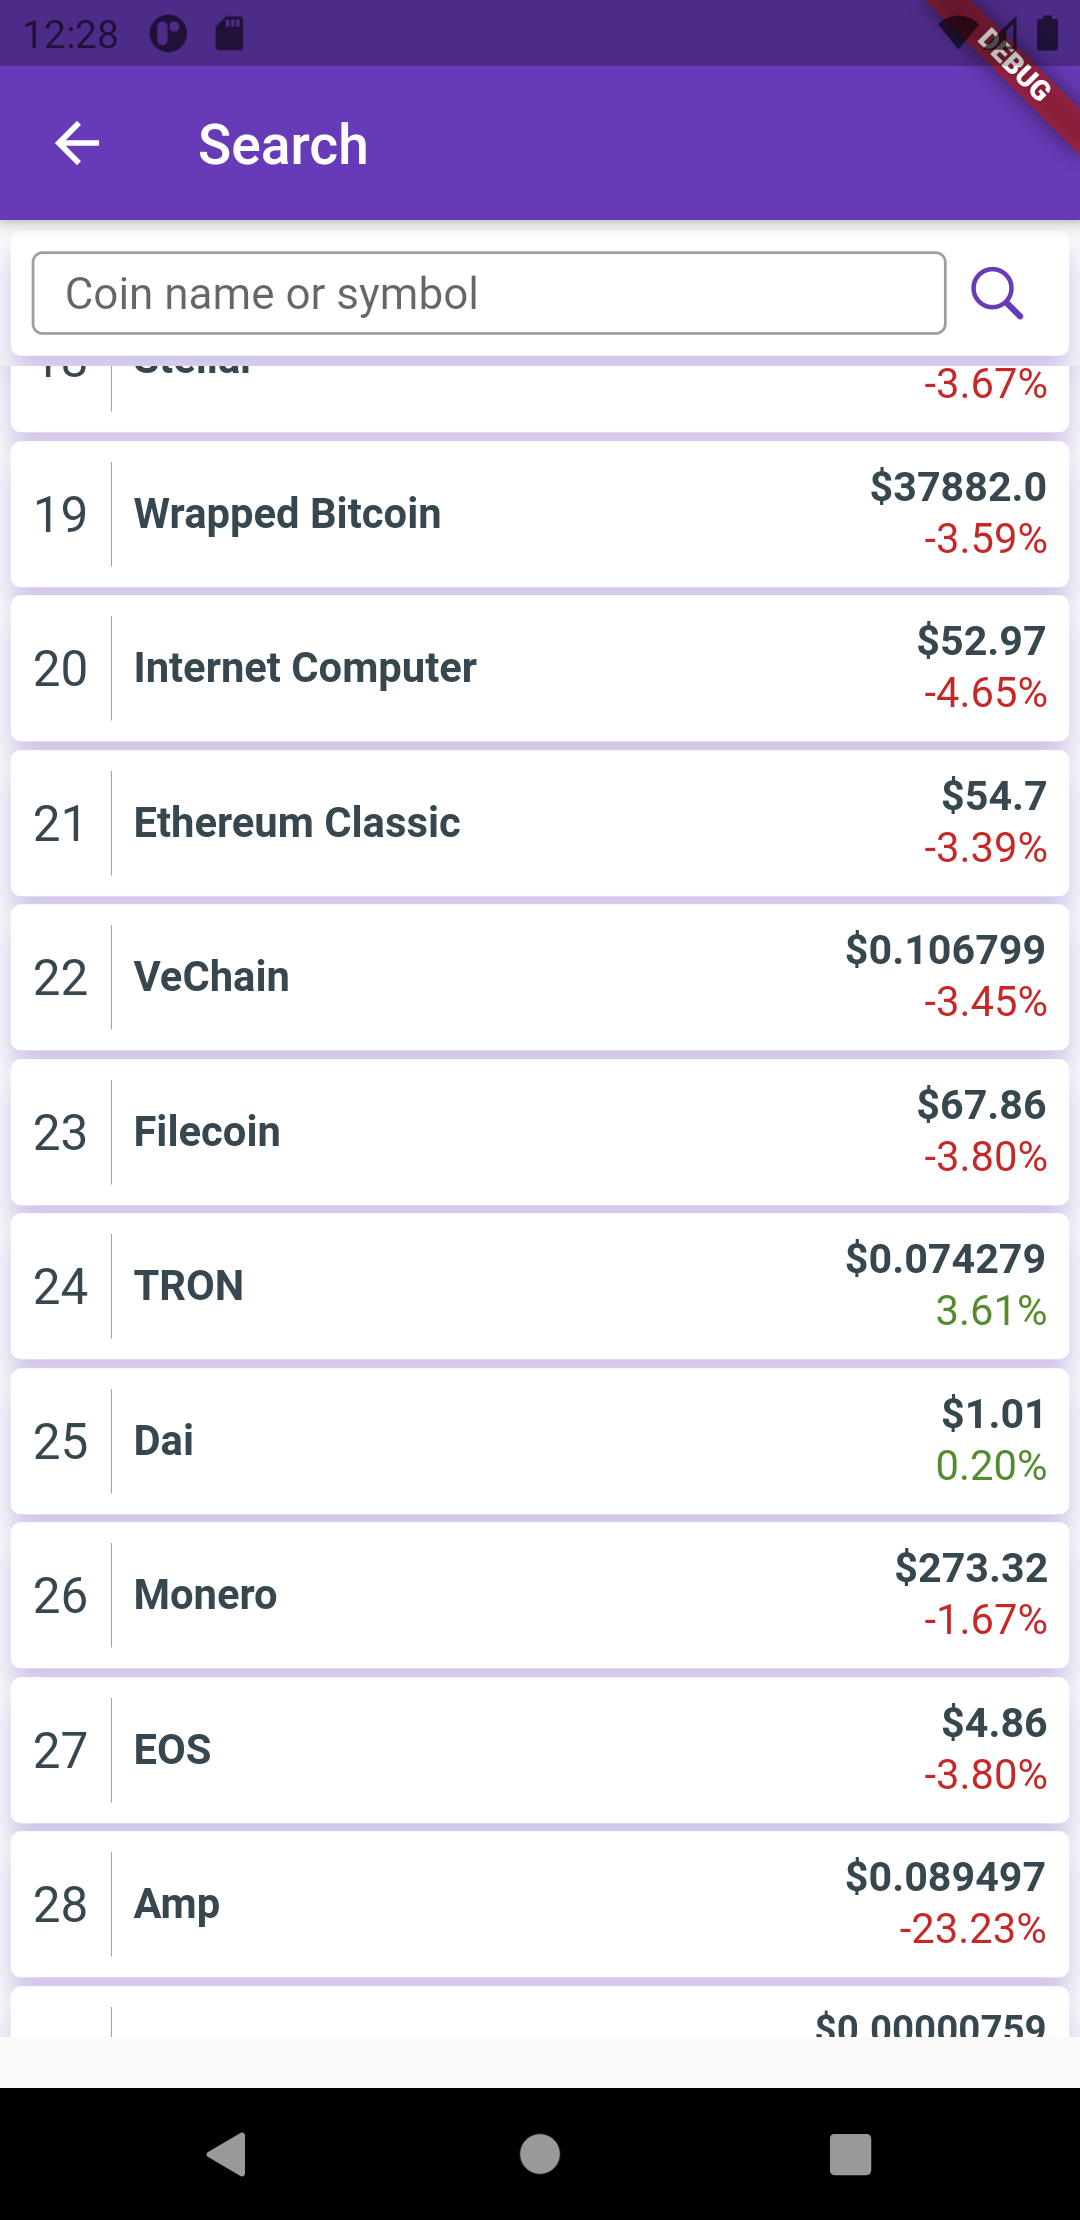 12:28
DEBUG
Search
Coin name or symbol
18 Stellar
-3.67%
19 Wrapped Bitcoin $37882.0
-3.59%
20 Internet Computer $52.97
-4.65%
21 Ethereum Classic $54.7
-3.39%
22 VeChain $0.106799
-3.45%
23 Filecoin $67.86
-3.80%
24 TRON $0.074279
3.61%
25 Dai $1.01
0.20%
26 Monero $273.32
-1.67%
27 EOS $4.86
-3.80%
28 Amp $0.089497
-23.23%
$0.00000759